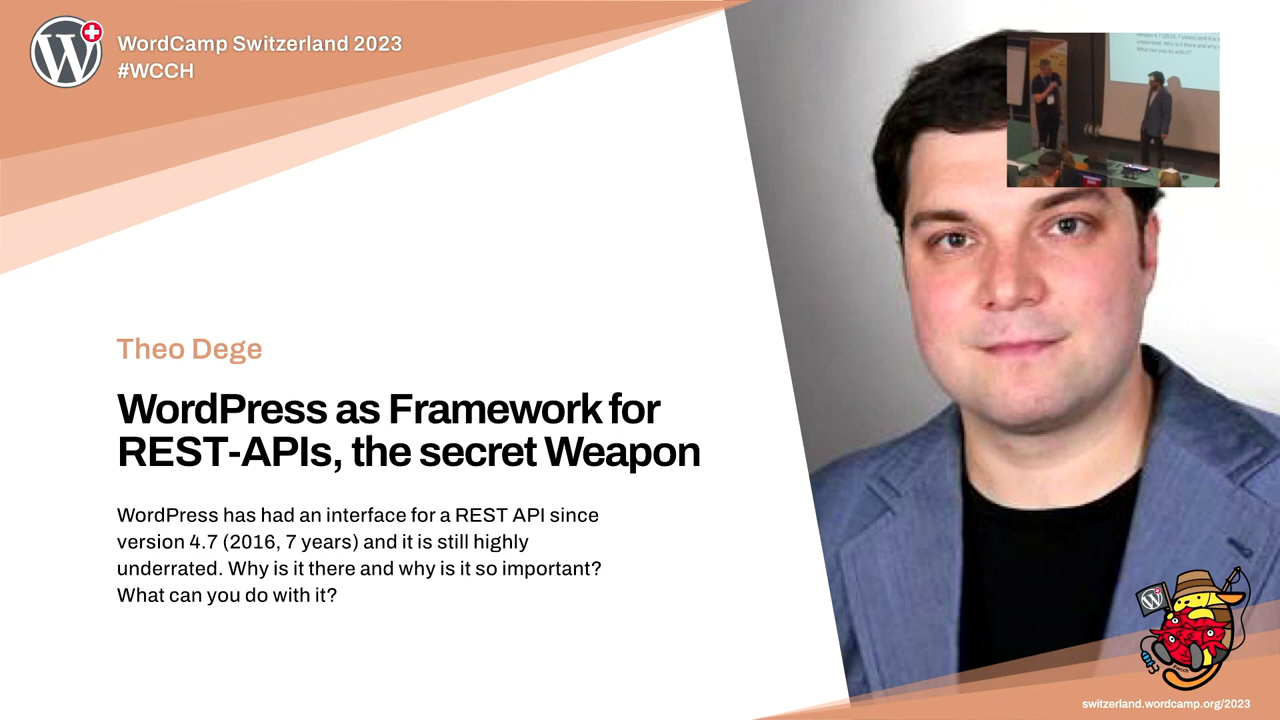 WordCamp Switzerland 2023
#WCCH
Theo Dege
WordPress as Framework for
REST-APIs, the secret Weapon
WordPress has had an interface for a REST API since
version 4.7 (2016, 7 years) and it is still highly
underrated. Why is it there and why is it so important?
What can you do with it?
switzerland.wordcamp.org/2023